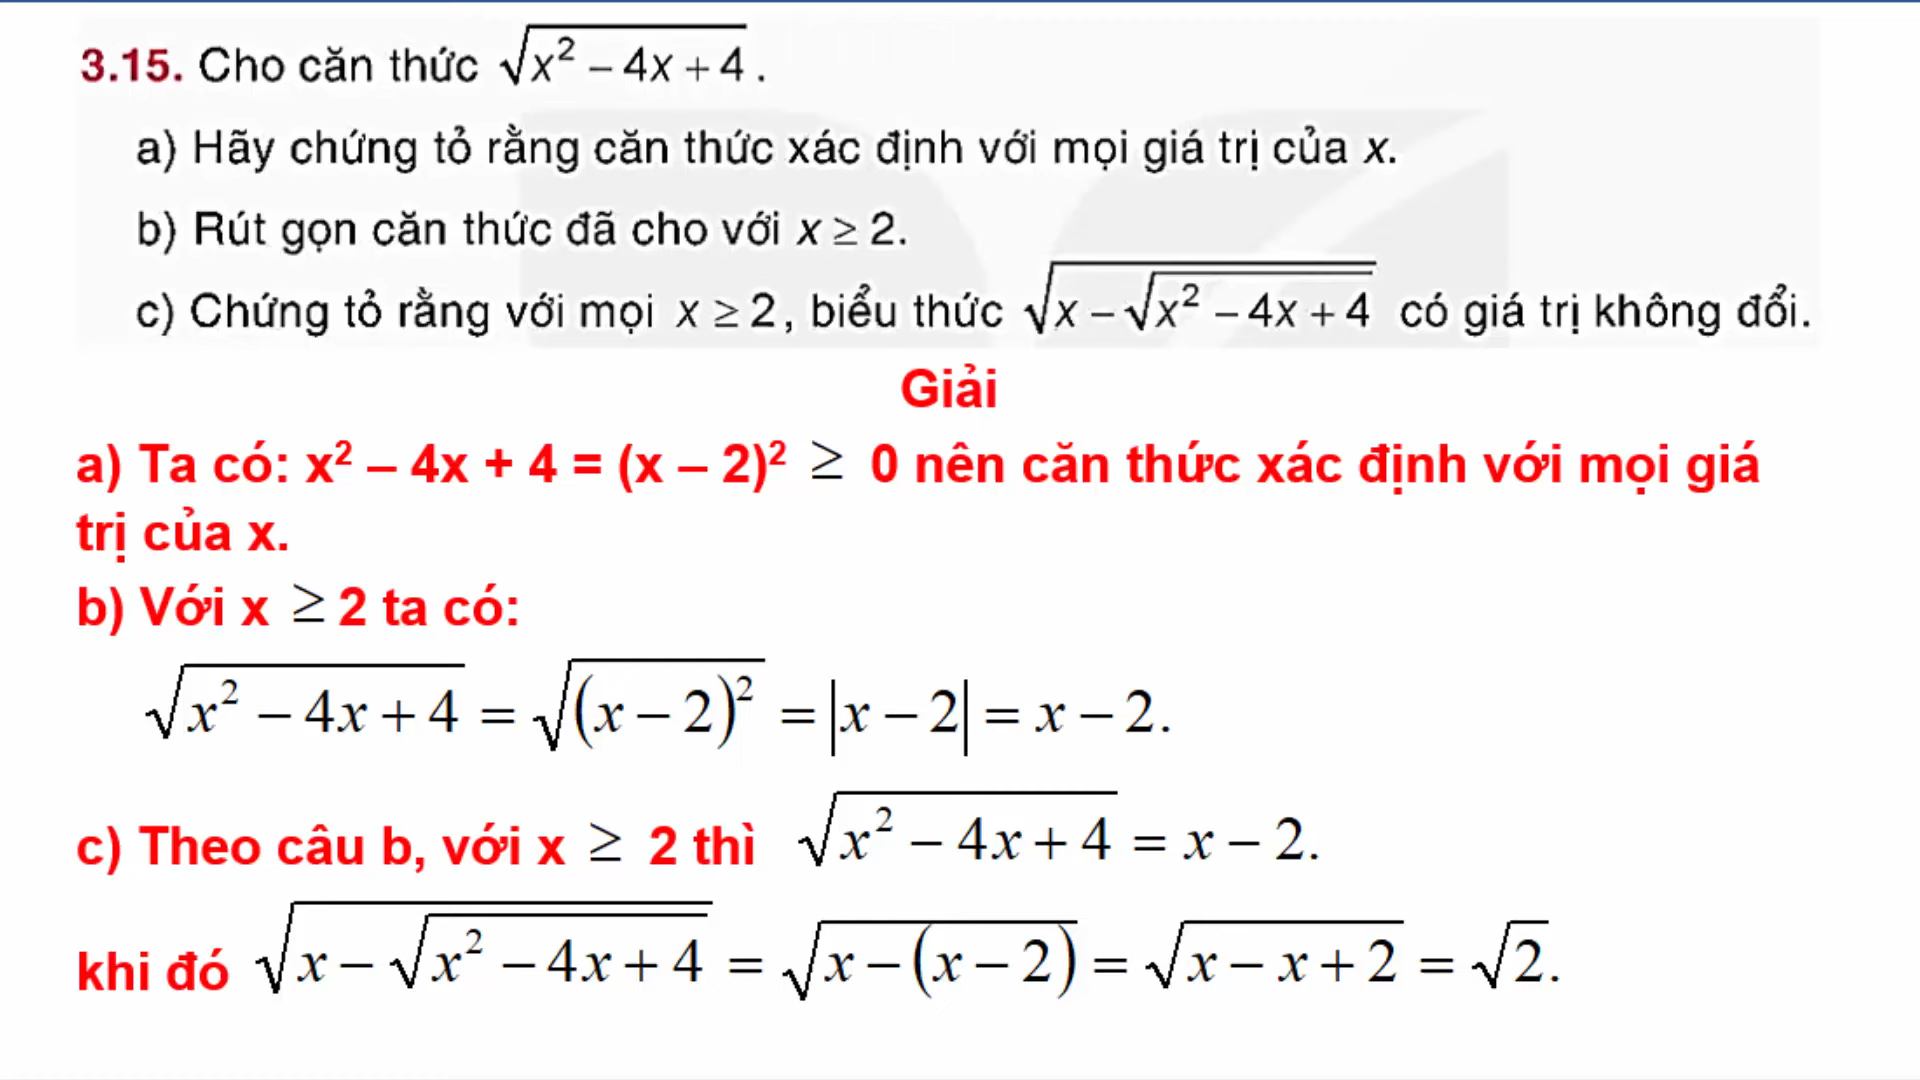 3.15. Cho căn thức √(x² – 4x + 4).
a) Hãy chứng tỏ rằng căn thức xác định với mọi giá trị của x.
b) Rút gọn căn thức đã cho với x ≥ 2.
c) Chứng tỏ rằng với mọi x ≥ 2, biểu thức √(x – √(x² – 4x + 4)) có giá trị không đổi.
Giải
a) Ta có: x² – 4x + 4 = (x – 2)² ≥ 0 nên căn thức xác định với mọi giá
trị của x.
b) Với x ≥ 2 ta có:
√(x² – 4x + 4) = √((x – 2)²) = |x – 2| = x – 2.
c) Theo câu b, với x ≥ 2 thì √(x² – 4x + 4) = x – 2.
khi đó √(x – √(x² – 4x + 4)) = √(x – (x – 2)) = √(x – x + 2) = √2.